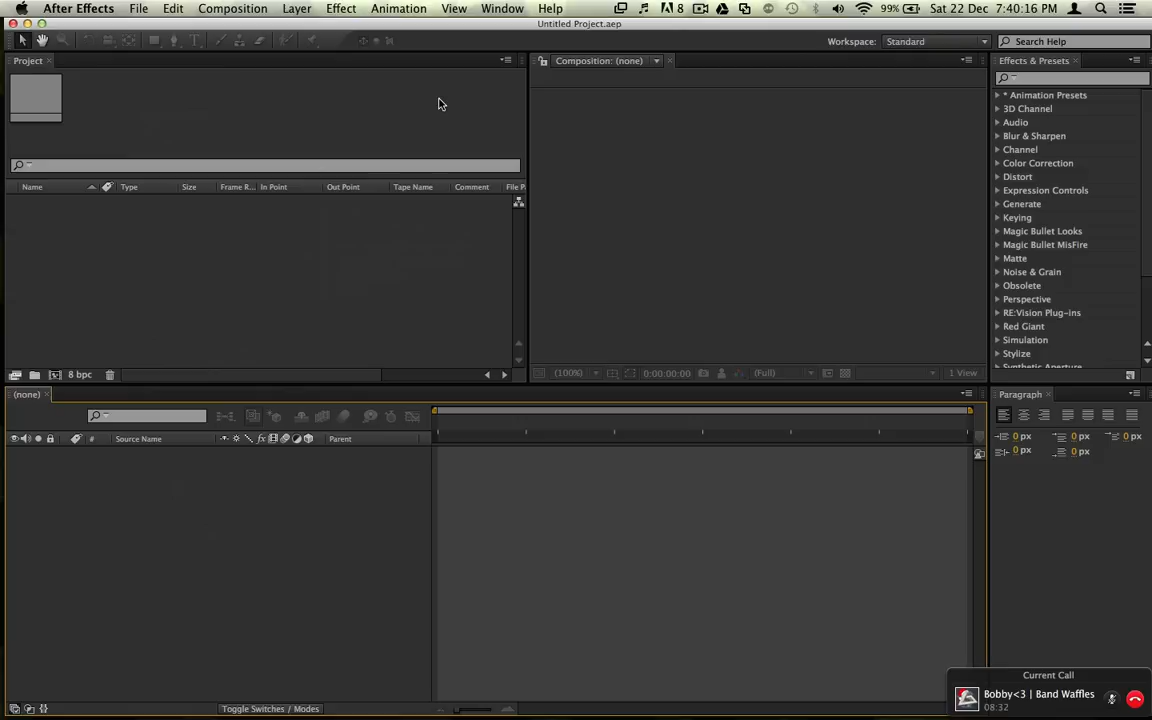 After Effects File Edit Composition Layer Effect Animation View Window Help 8 99% Sat 22 Dec 7:40:16 PM
Untitled Project.aep
Workspace: Standard Search Help
Project
Composition: (none)
Effects & Presets
* Animation Presets
3D Channel
Audio
Blur & Sharpen
Channel
Color Correction
Distort
Expression Controls
Generate
Keying
Magic Bullet Looks
Magic Bullet MisFire
Matte
Noise & Grain
Obsolete
Perspective
RE:Vision Plug-ins
Red Giant
Simulation
Stylize
Synthetic Aperture
Name Type Size Frame R... In Point Out Point Tape Name Comment File P
8 bpc
(100%) 0:00:00:00 (Full) 1 View
(none)
# Source Name fx Parent
Paragraph
0 px 0 px 0 px
0 px 0 px
Toggle Switches / Modes
Current Call
Bobby<3 | Band Waffles
08:32